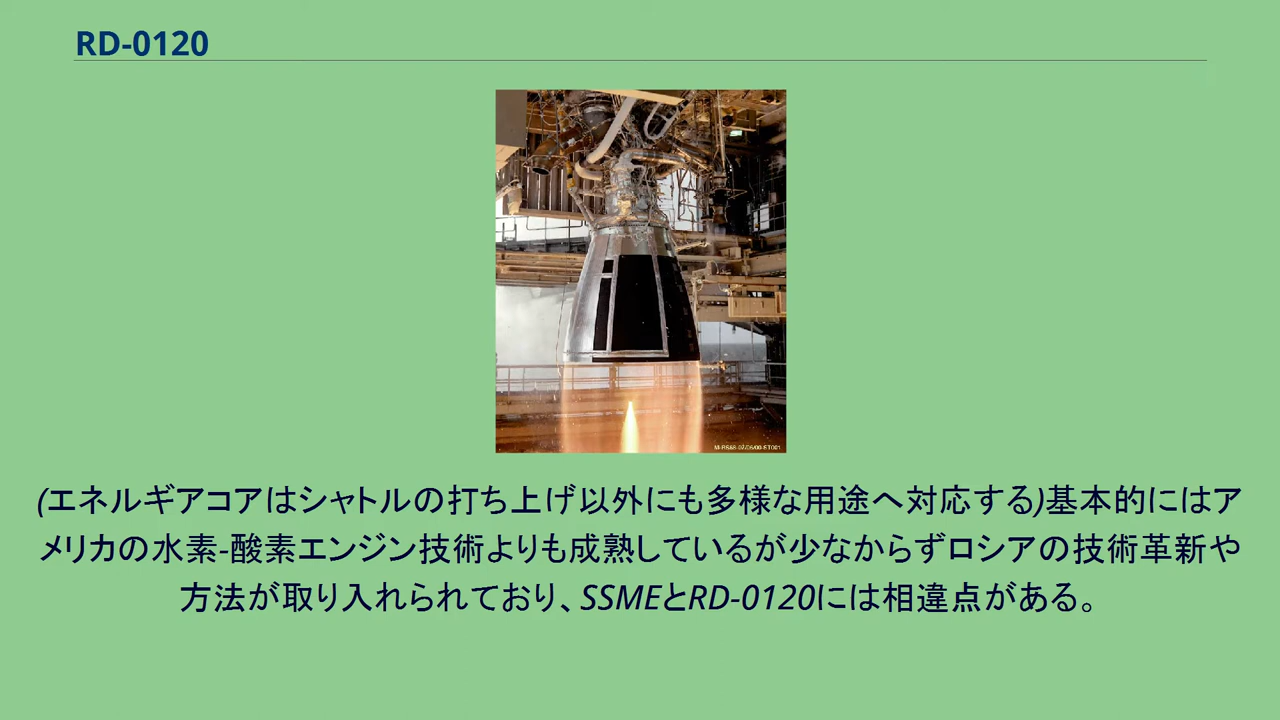 RD-0120
(エネルギアコアはシャトルの打ち上げ以外にも多様な用途へ対応する)基本的にはア
メリカの水素-酸素エンジン技術よりも成熟しているが少なからずロシアの技術革新や
方法が取り入れられており、SSMEとRD-0120には相違点がある。